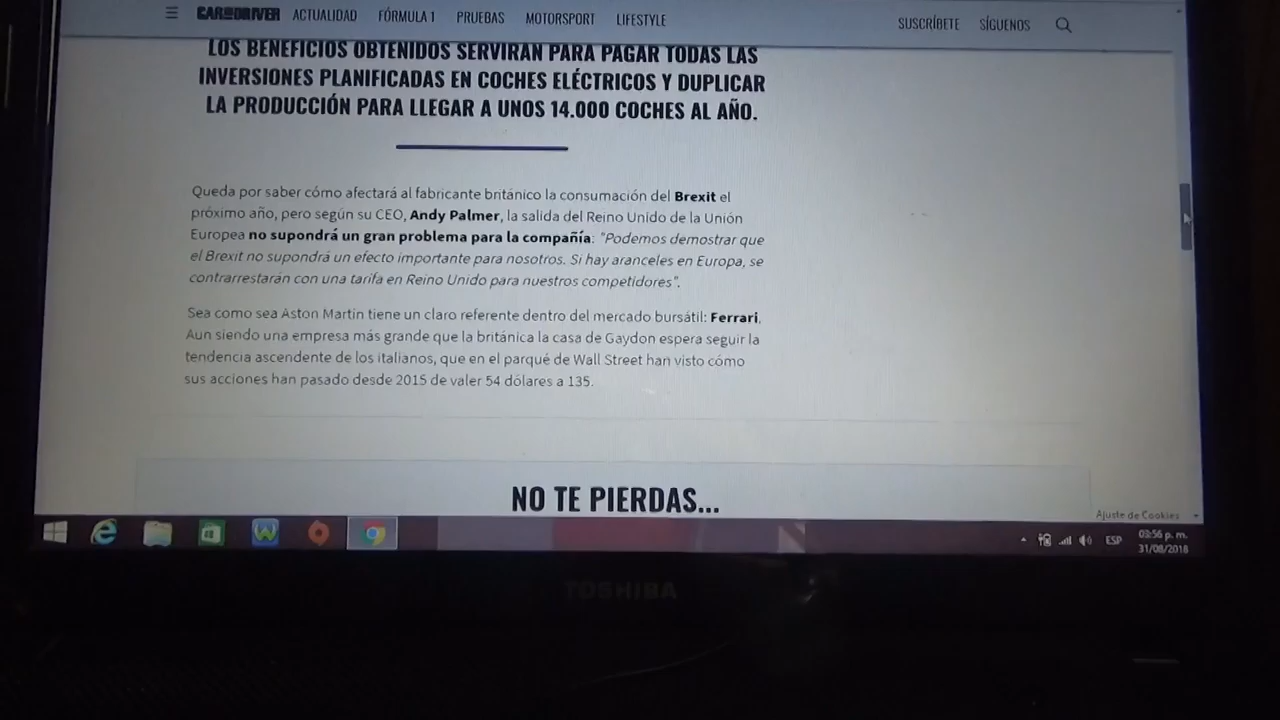 CAR AND DRIVER ACTUALIDAD FÓRMULA 1 PRUEBAS MOTORSPORT LIFESTYLE SUSCRÍBETE SÍGUENOS
LOS BENEFICIOS OBTENIDOS SERVIRÁN PARA PAGAR TODAS LAS
INVERSIONES PLANIFICADAS EN COCHES ELÉCTRICOS Y DUPLICAR
LA PRODUCCIÓN PARA LLEGAR A UNOS 14.000 COCHES AL AÑO.
Queda por saber cómo afectará al fabricante británico la consumación del Brexit el
próximo año, pero según su CEO, Andy Palmer, la salida del Reino Unido de la Unión
Europea no supondrá un gran problema para la compañía: "Podemos demostrar que
el Brexit no supondrá un efecto importante para nosotros. Si hay aranceles en Europa, se
contrarrestarán con una tarifa en Reino Unido para nuestros competidores".
Sea como sea Aston Martin tiene un claro referente dentro del mercado bursátil: Ferrari.
Aun siendo una empresa más grande que la británica la casa de Gaydon espera seguir la
tendencia ascendente de los italianos, que en el parqué de Wall Street han visto cómo
sus acciones han pasado desde 2015 de valer 54 dólares a 135.
NO TE PIERDAS...
Ajuste de Cookies
ESP
03:56 p. m.
31/08/2018
TOSHIBA